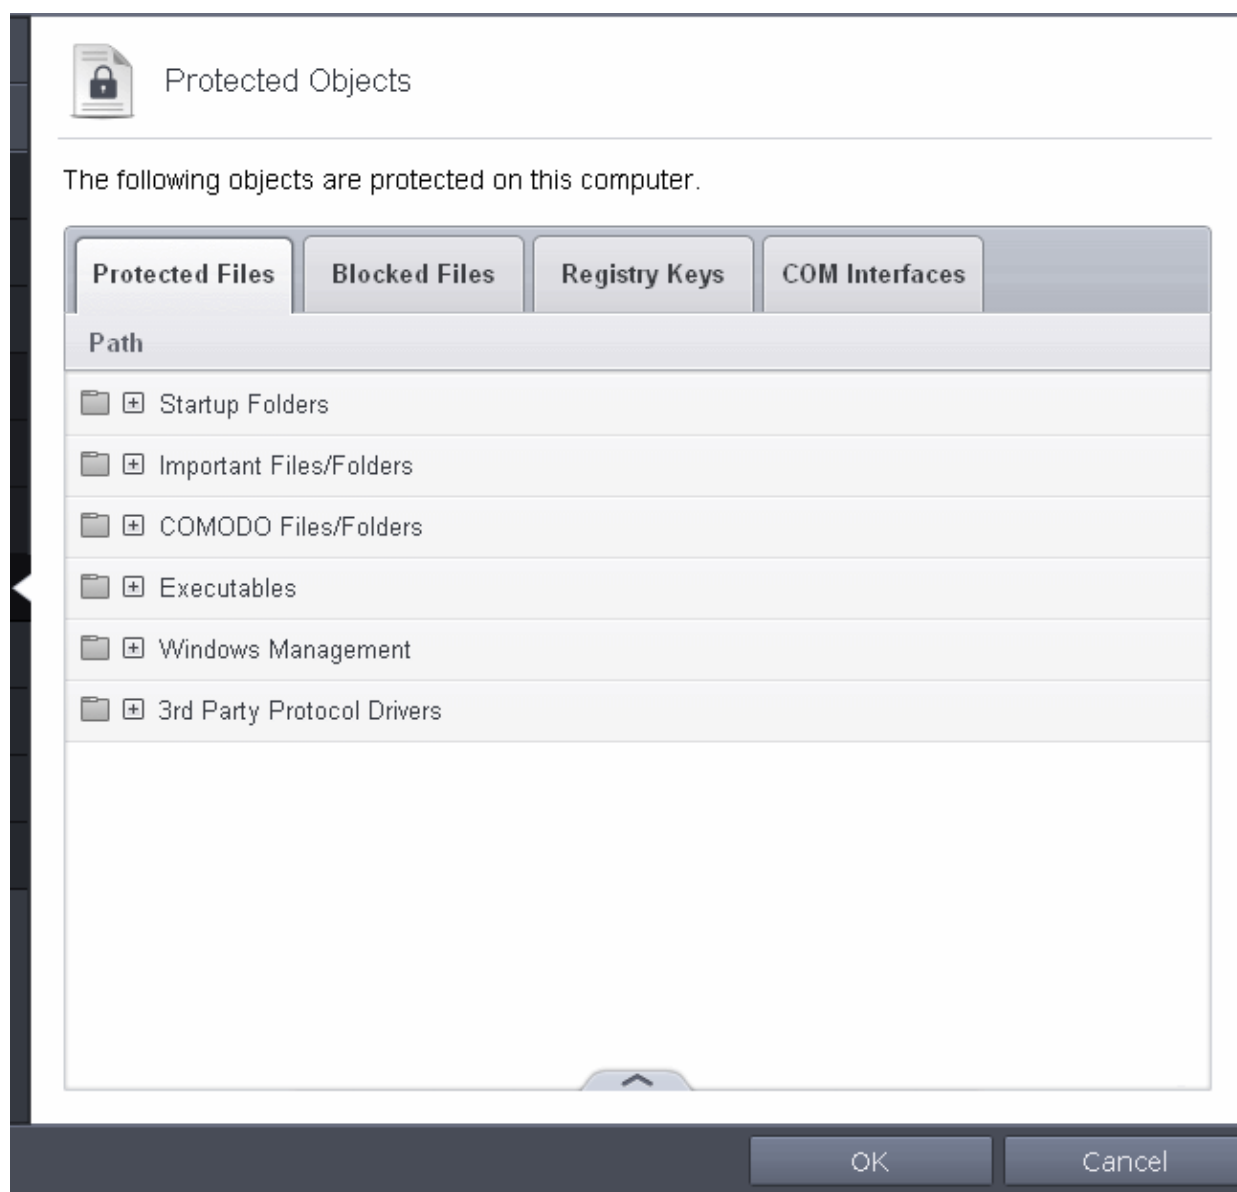 Protected Objects
The following objects are protected on this computer.
Protected Files Blocked Files Registry Keys COM Interfaces
Path
Startup Folders
Important Files/Folders
COMODO Files/Folders
Executables
Windows Management
3rd Party Protocol Drivers
OK Cancel